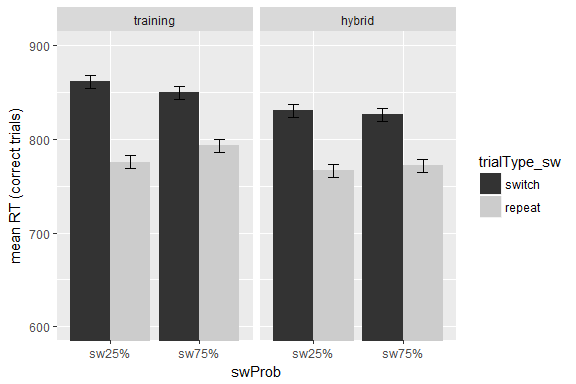 training
hybrid
900
800
700
600
mean RT (correct trials)
sw25%
sw75%
sw25%
sw75%
swProb
trialType_sw
switch
repeat